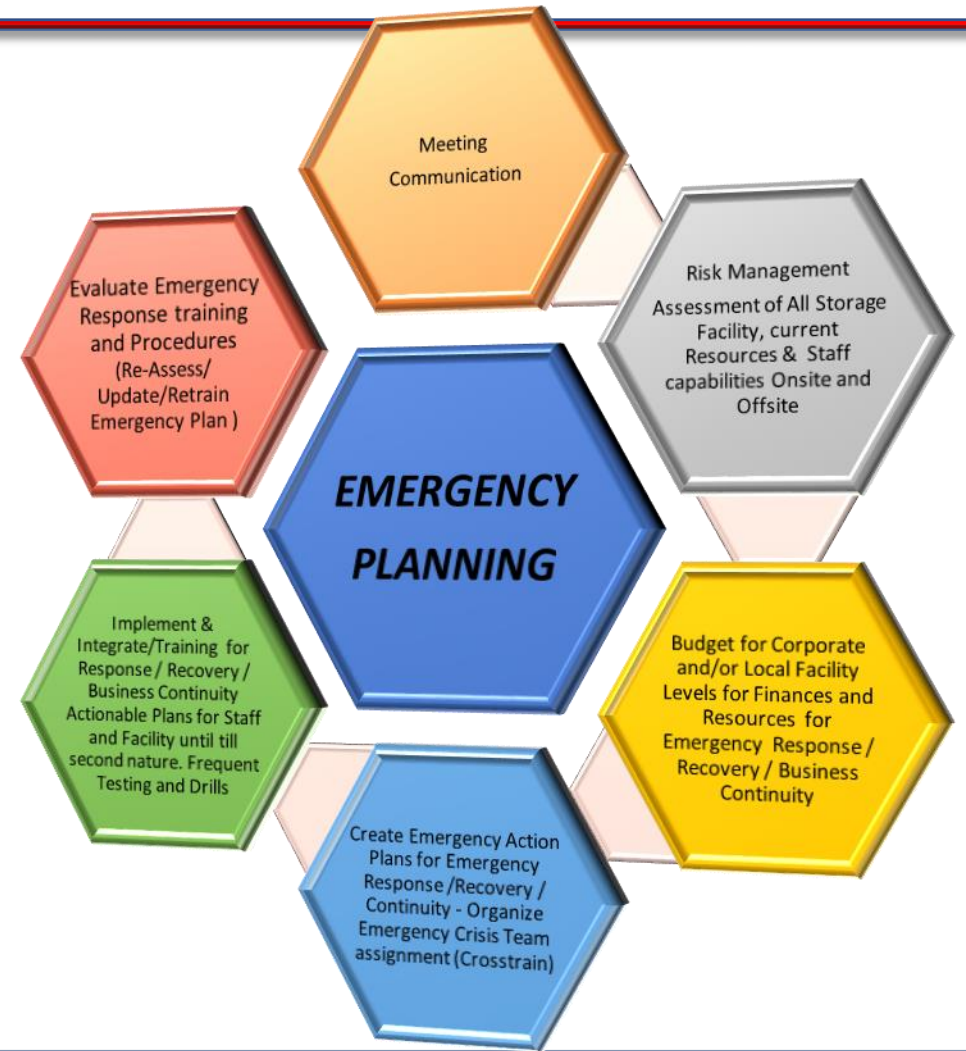 Meeting
Communication
Risk Management
Assessment of All Storage
Facility, current
Resources & Staff
capabilities Onsite and
Offsite
Budget for Corporate
and/or Local Facility
Levels for Finances and
Resources for
Emergency Response /
Recovery / Business
Continuity
Create Emergency Action
Plans for Emergency
Response /Recovery /
Continuity - Organize
Emergency Crisis Team
assignment (Crosstrain)
Implement &
Integrate/Training for
Response / Recovery /
Business Continuity
Actionable Plans for Staff
and Facility until till
second nature. Frequent
Testing and Drills
Evaluate Emergency
Response training
and Procedures
(Re-Assess/
Update/Retrain
Emergency Plan )
EMERGENCY
PLANNING